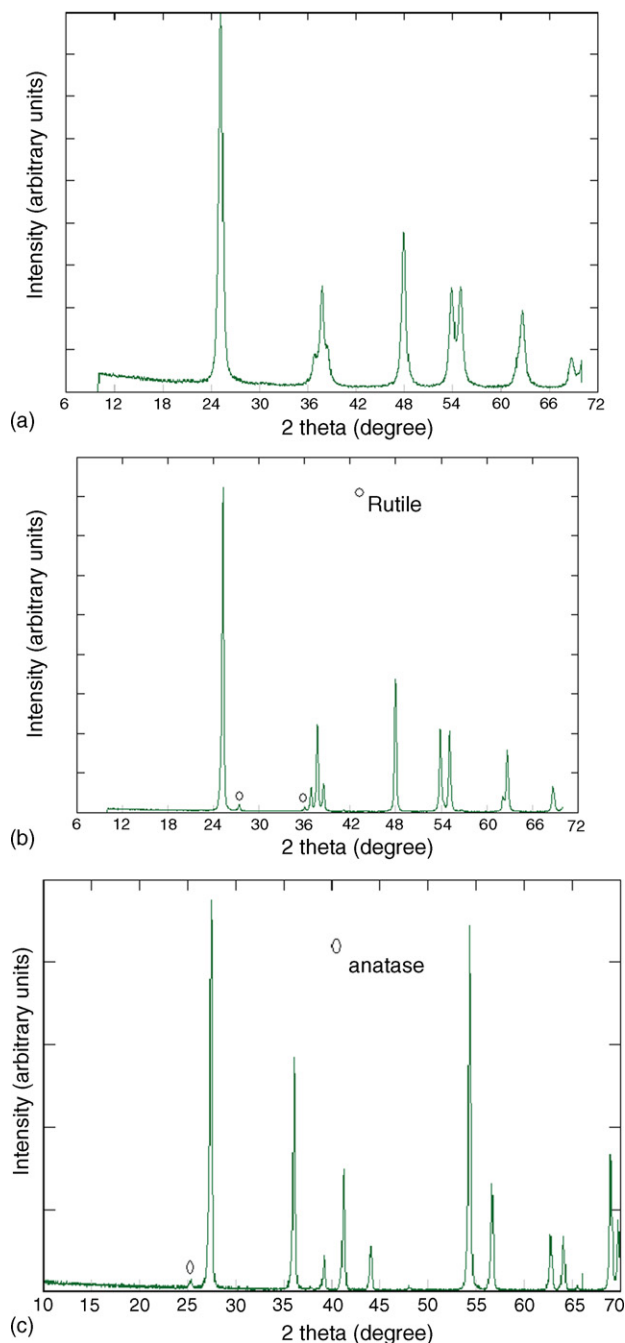 Intensity (arbitrary units)
6 12 18 24 30 36 42 48 54 60 66 72
2 theta (degree)
(a)
Rutile
Intensity (arbitrary units)
6 12 18 24 30 36 42 48 54 60 66 72
2 theta (degree)
(b)
anatase
Intensity (arbitrary units)
10 15 20 25 30 35 40 45 50 55 60 65 70
2 theta (degree)
(c)